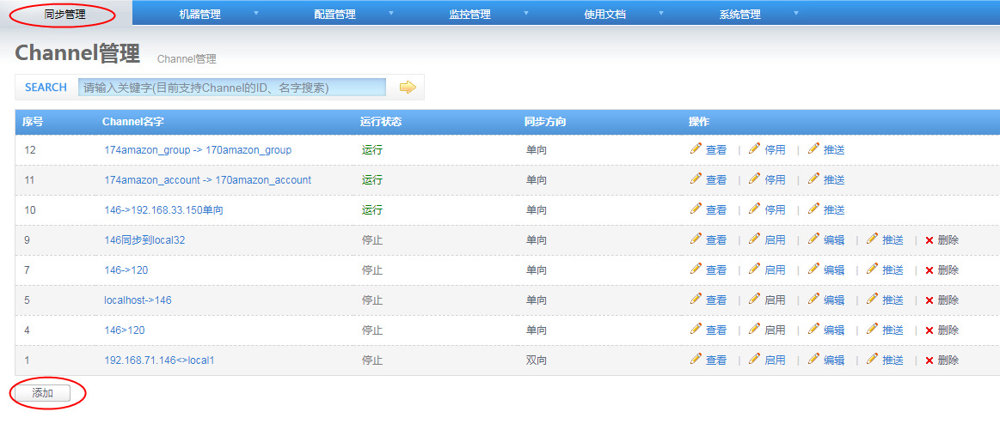 同步管理 机器管理 配置管理 监控管理 使用文档 系统管理
Channel管理 Channel管理
SEARCH 请输入关键字(目前支持Channel的ID、名字搜索)
序号 Channel名字 运行状态 同步方向 操作
12 174amazon_group -> 170amazon_group 运行 单向 查看 | 停用 | 推送
11 174amazon_account -> 170amazon_account 运行 单向 查看 | 停用 | 推送
10 146->192.168.33.150单向 运行 单向 查看 | 停用 | 推送
9 146同步到local32 停止 单向 查看 | 启用 | 编辑 | 推送 | 删除
7 146->120 停止 单向 查看 | 启用 | 编辑 | 推送 | 删除
5 localhost->146 停止 单向 查看 | 启用 | 编辑 | 推送 | 删除
4 146>120 停止 单向 查看 | 启用 | 编辑 | 推送 | 删除
1 192.168.71.146<>local1 停止 双向 查看 | 启用 | 编辑 | 推送 | 删除
添加